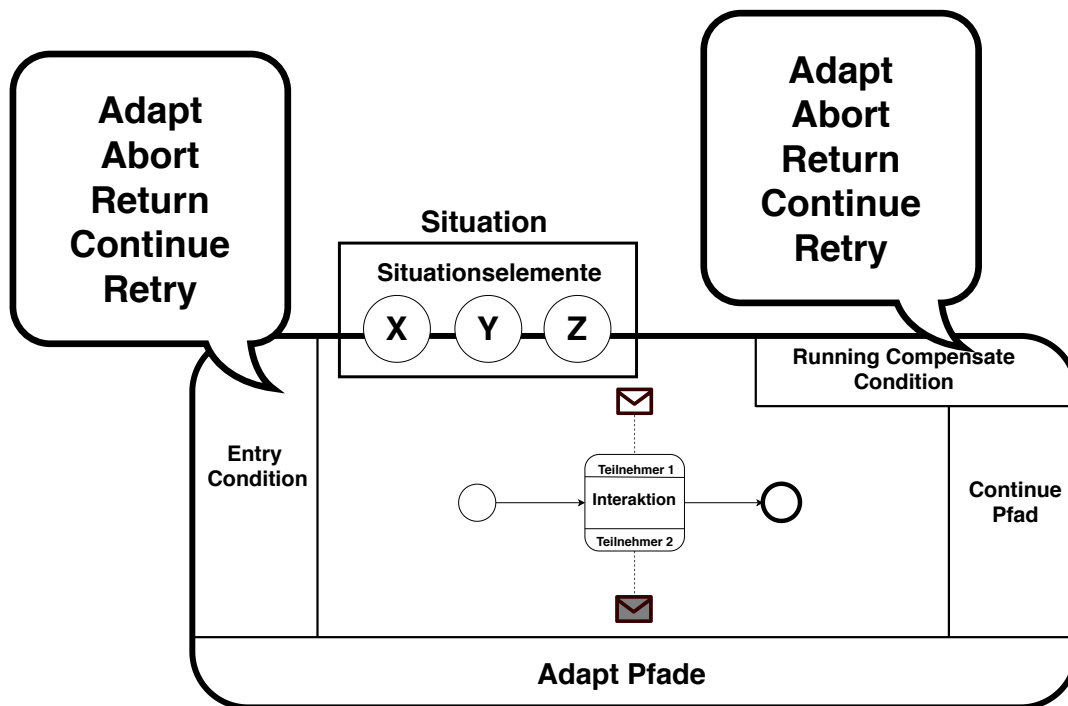 Adapt
Abort
Return
Continue
Retry
Adapt
Abort
Return
Continue
Retry
Situation
Situationselemente
X Y Z
Running Compensate
Condition
Entry
Condition
Teilnehmer 1
Interaktion
Teilnehmer 2
Continue
Pfad
Adapt Pfade